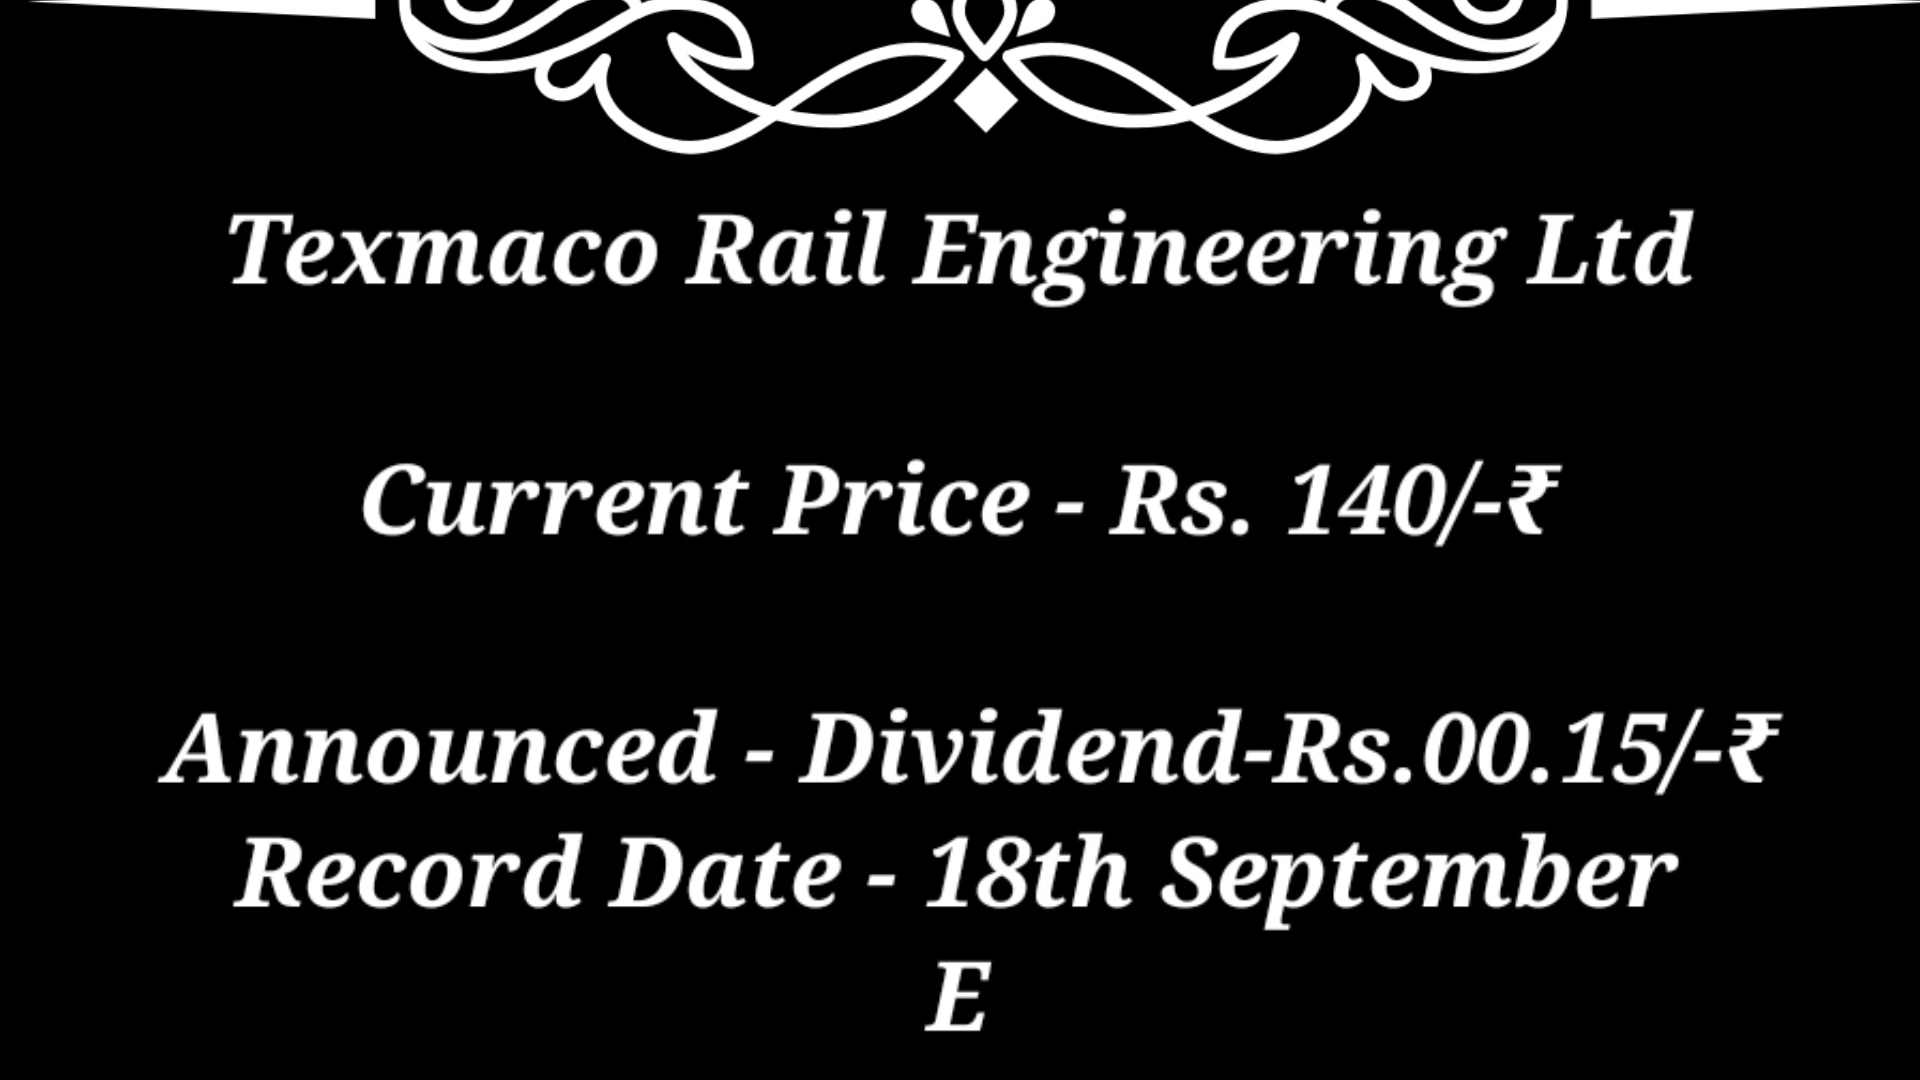 Texmaco Rail Engineering Ltd
Current Price - Rs. 140/-₹
Announced - Dividend-Rs.00.15/-₹
Record Date - 18th September
E